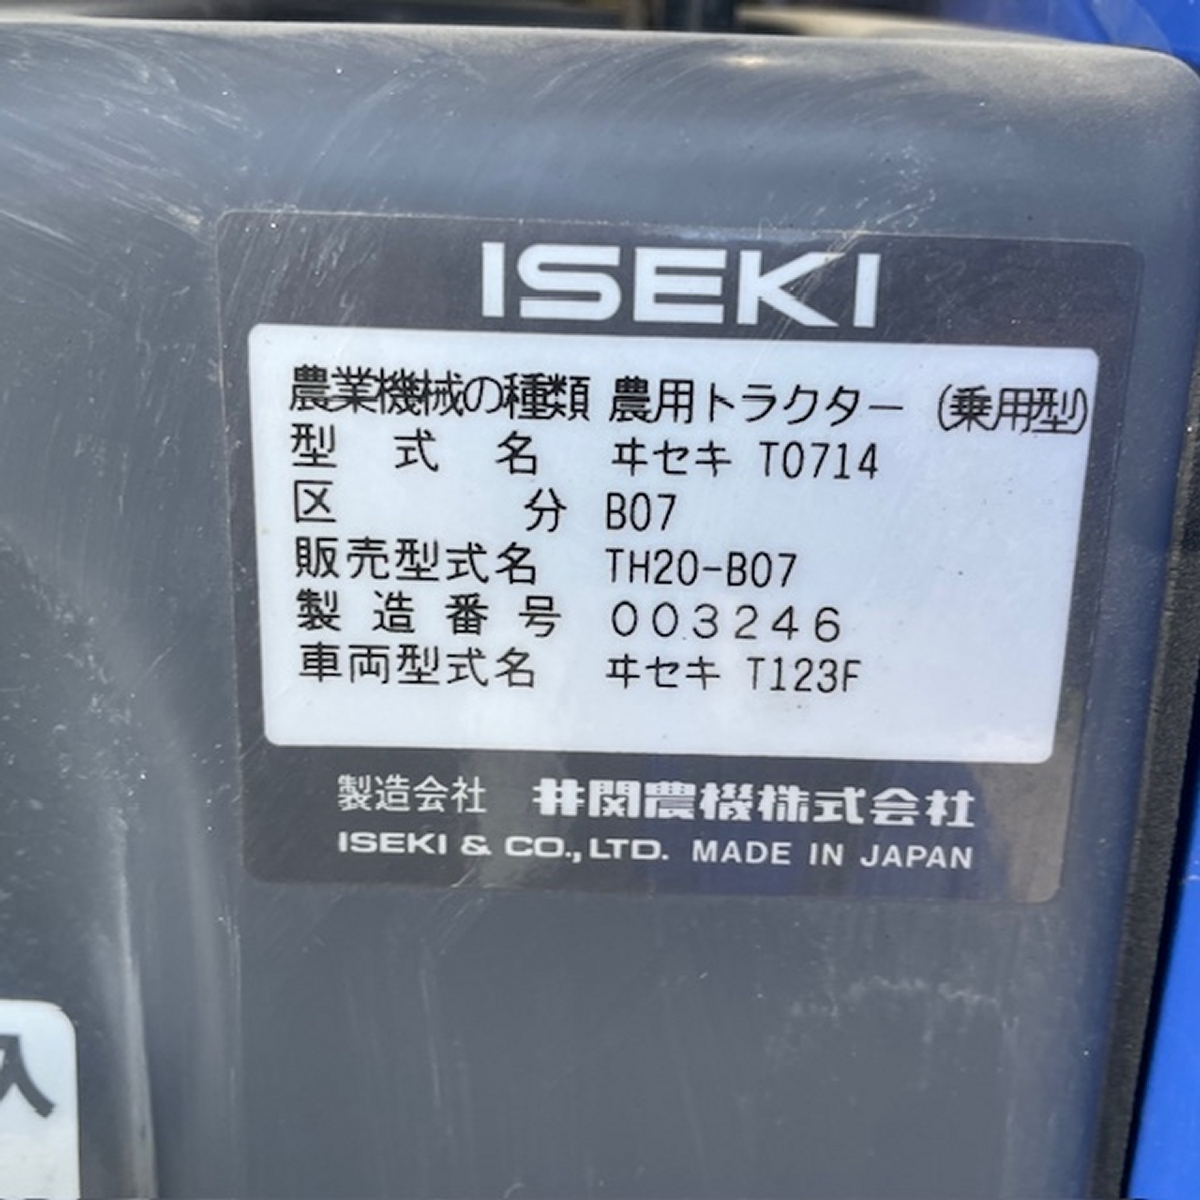 ISEKI
農業機械の種類 農用トラクター (乗用型)
型式名 ヰセキ T0714
区分 B07
販売型式名 TH20-B07
製造番号 003246
車両型式名 ヰセキ T123F
製造会社 井関農機株式会社
ISEKI & CO., LTD. MADE IN JAPAN